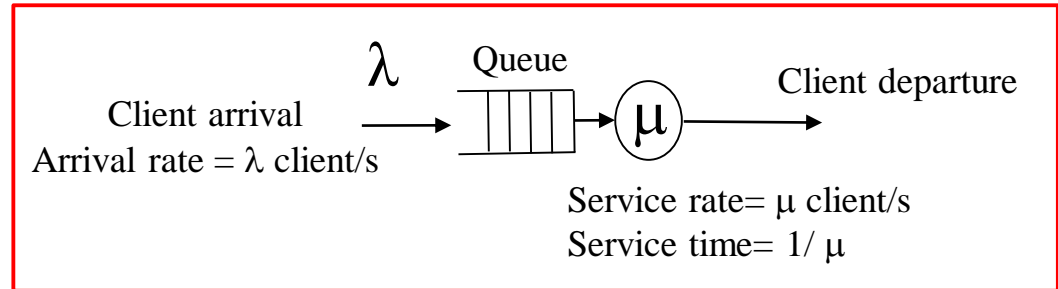 λ
Queue
Client departure
Client arrival
Arrival rate = λ client/s
μ
Service rate= μ client/s
Service time= 1/ μ